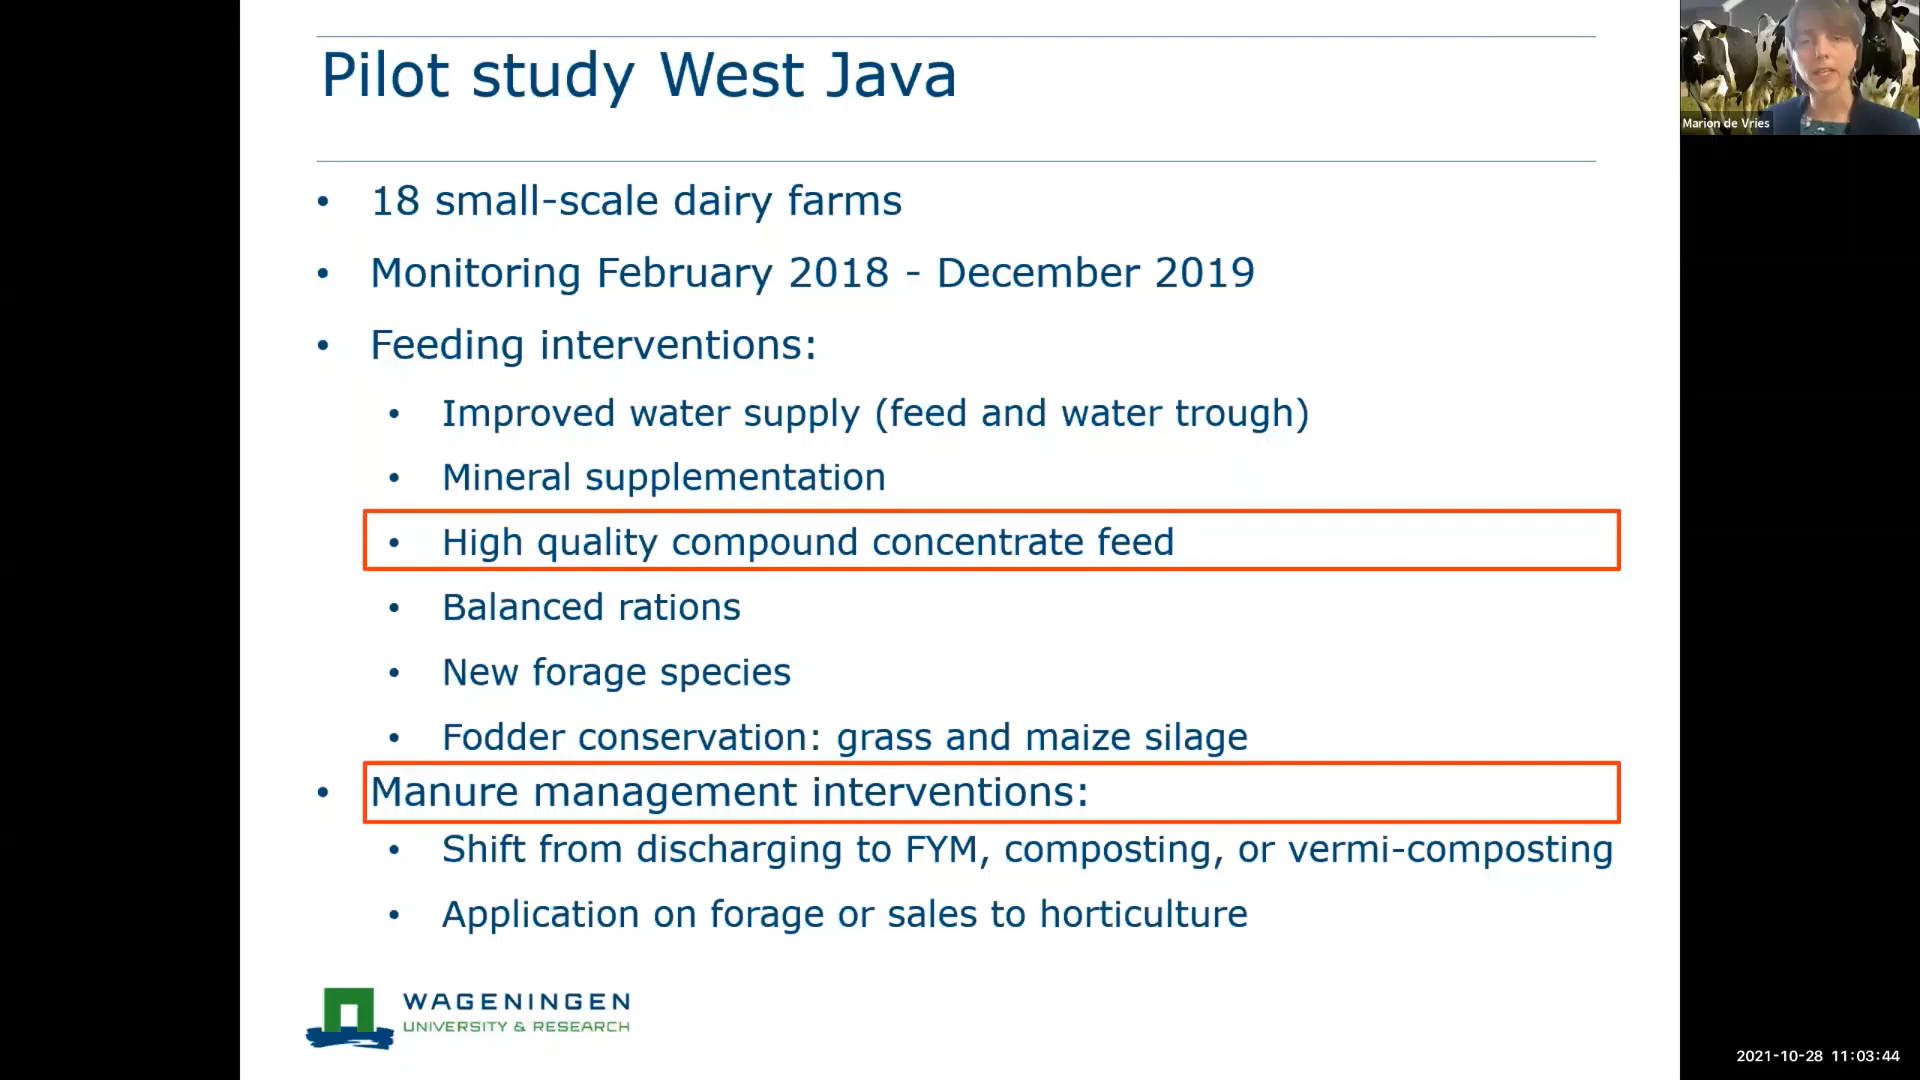 Pilot study West Java
Marion de Vries
• 18 small-scale dairy farms
• Monitoring February 2018 - December 2019
• Feeding interventions:
• Improved water supply (feed and water trough)
• Mineral supplementation
• High quality compound concentrate feed
• Balanced rations
• New forage species
• Fodder conservation: grass and maize silage
• Manure management interventions:
• Shift from discharging to FYM, composting, or vermi-composting
• Application on forage or sales to horticulture
WAGENINGEN
UNIVERSITY & RESEARCH
2021-10-28 11:03:44